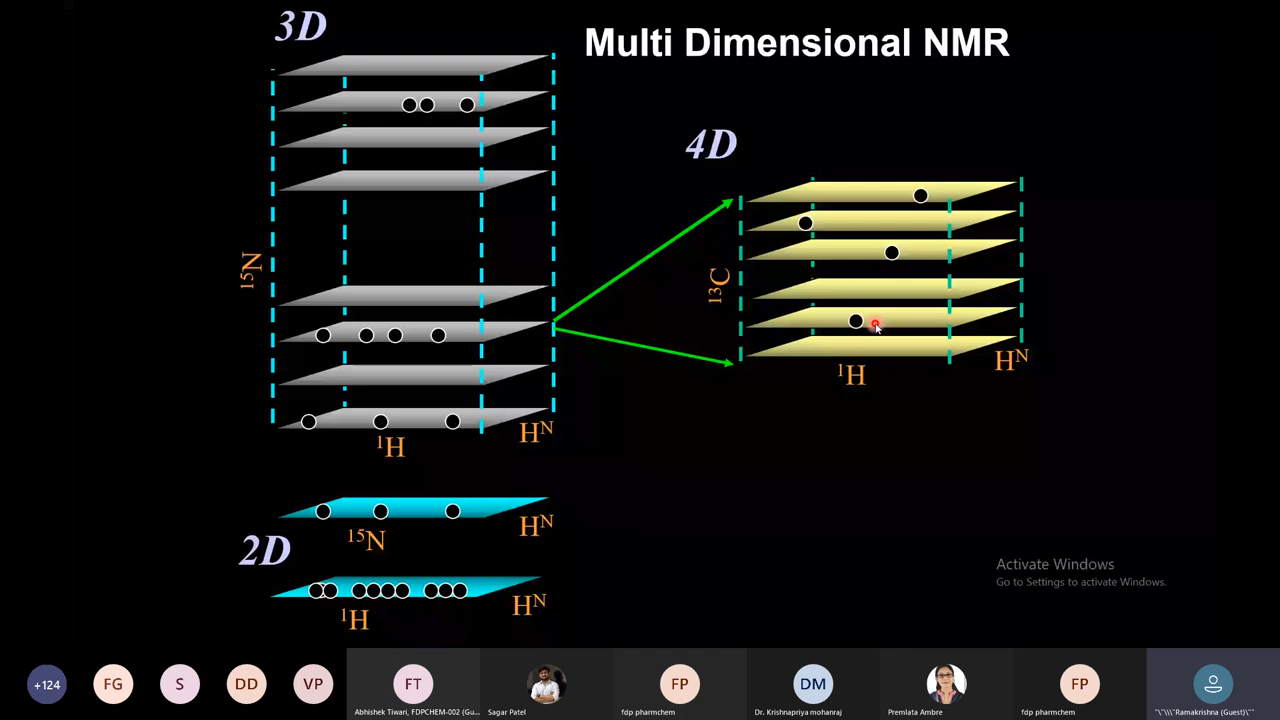 3D
Multi Dimensional NMR
4D
¹⁵N
¹³C
¹H
Hᴺ
¹H
Hᴺ
¹⁵N
Hᴺ
2D
¹H
Hᴺ
Activate Windows
Go to Settings to activate Windows.
+124
FG
S
DD
VP
FT
FP
DM
FP
Abhishek Tiwari, FDPCHEM-002 (Gu...
Sagar Patel
fdp pharmchem
Dr. Krishnapriya mohanraj
Premlata Ambre
fdp pharmchem
"\"\\\"Ramakrishna (Guest)\""